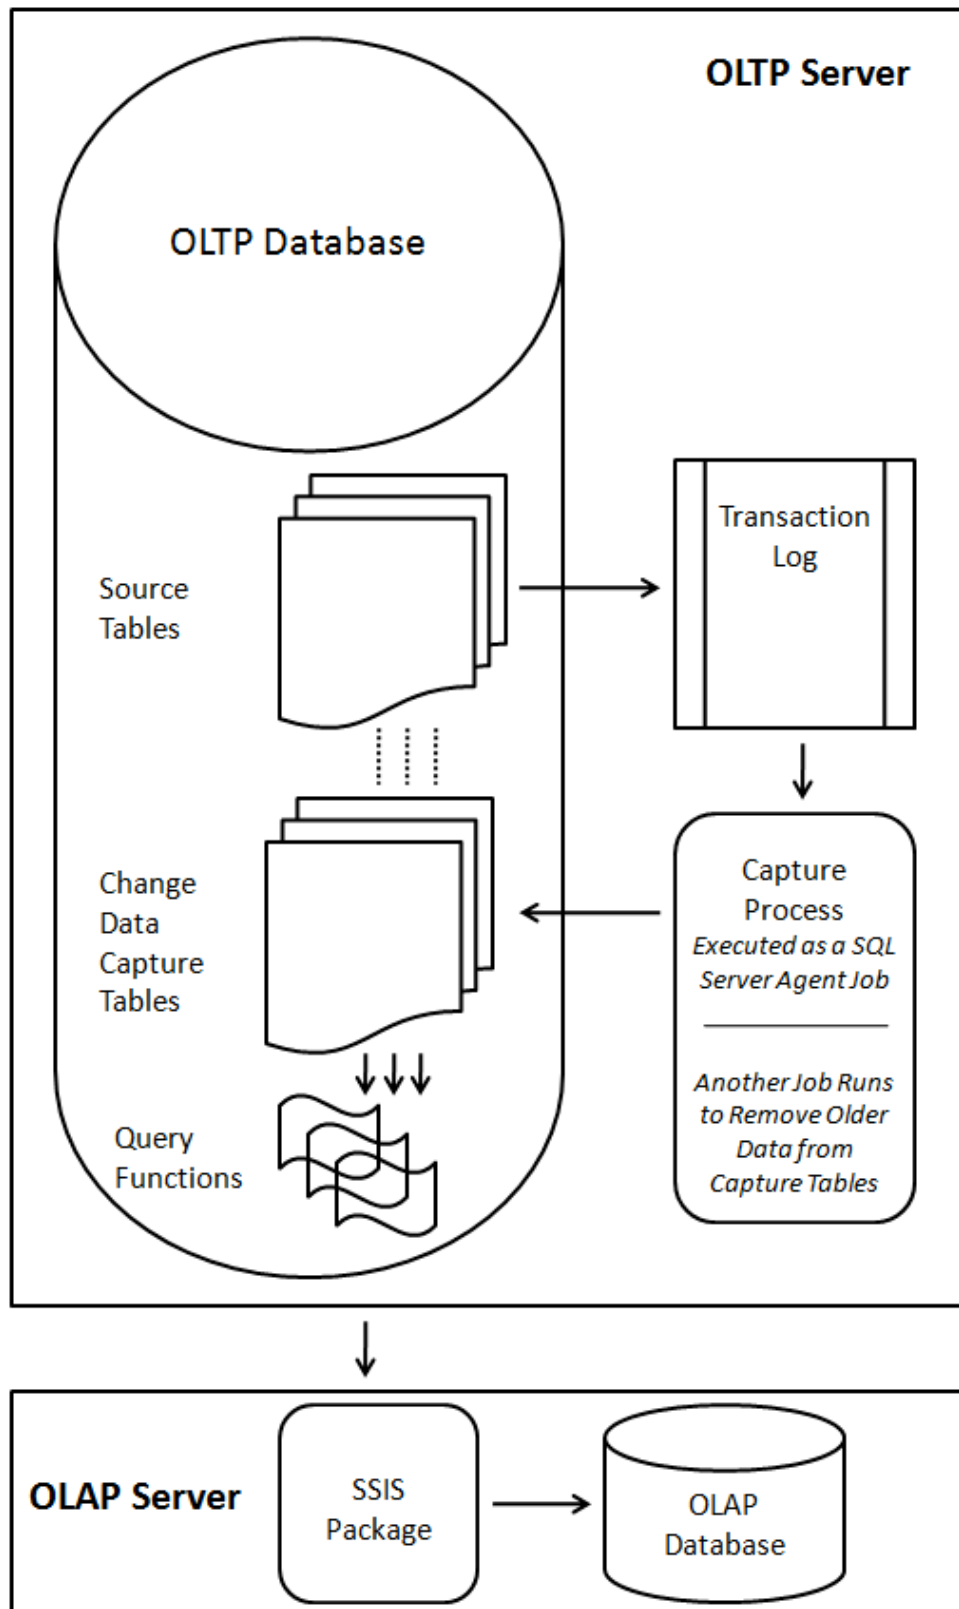 OLTP Server
OLTP Database
Transaction
Log
Source
Tables
Change
Data
Capture
Tables
Capture
Process
Executed as a SQL
Server Agent Job
Another Job Runs
to Remove Older
Data from
Capture Tables
Query
Functions
OLAP Server
SSIS
Package
OLAP
Database